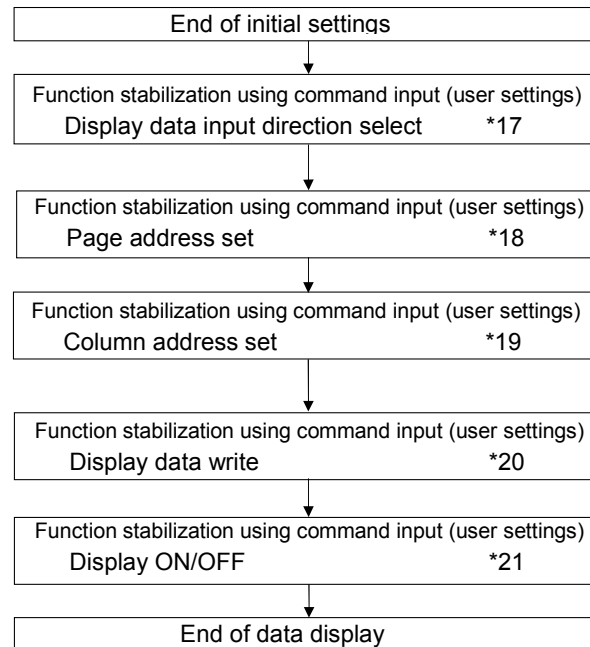 End of initial settings
Function stabilization using command input (user settings)
Display data input direction select *17
Function stabilization using command input (user settings)
Page address set *18
Function stabilization using command input (user settings)
Column address set *19
Function stabilization using command input (user settings)
Display data write *20
Function stabilization using command input (user settings)
Display ON/OFF *21
End of data display